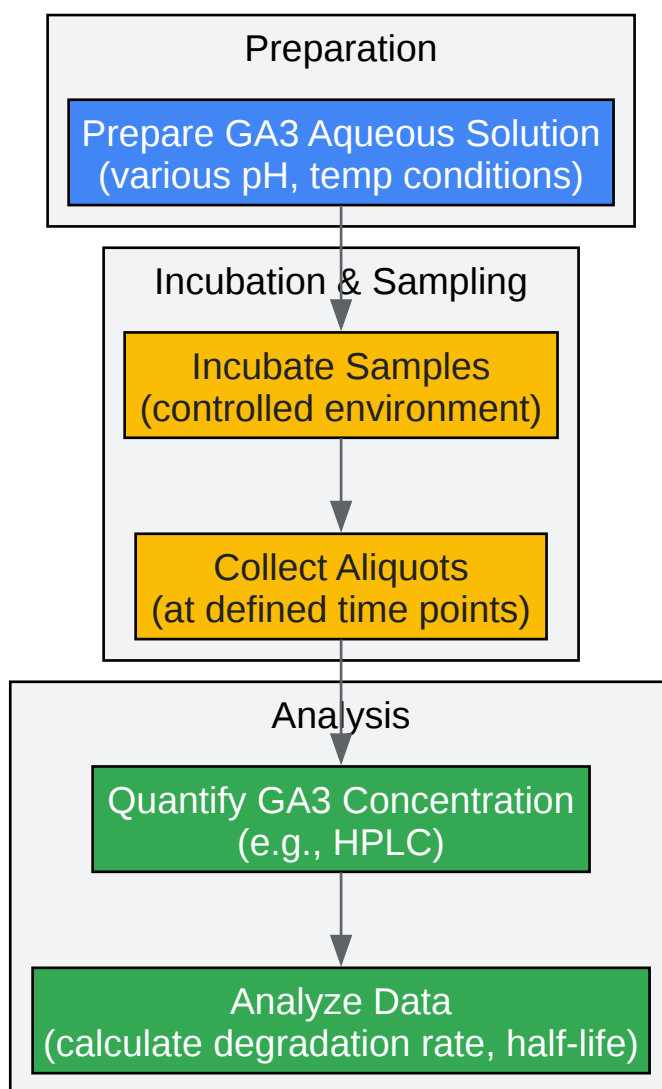 Preparation
Prepare GA3 Aqueous Solution
(various pH, temp conditions)
Incubation & Sampling
Incubate Samples
(controlled environment)
Collect Aliquots
(at defined time points)
Analysis
Quantify GA3 Concentration
(e.g., HPLC)
Analyze Data
(calculate degradation rate, half-life)